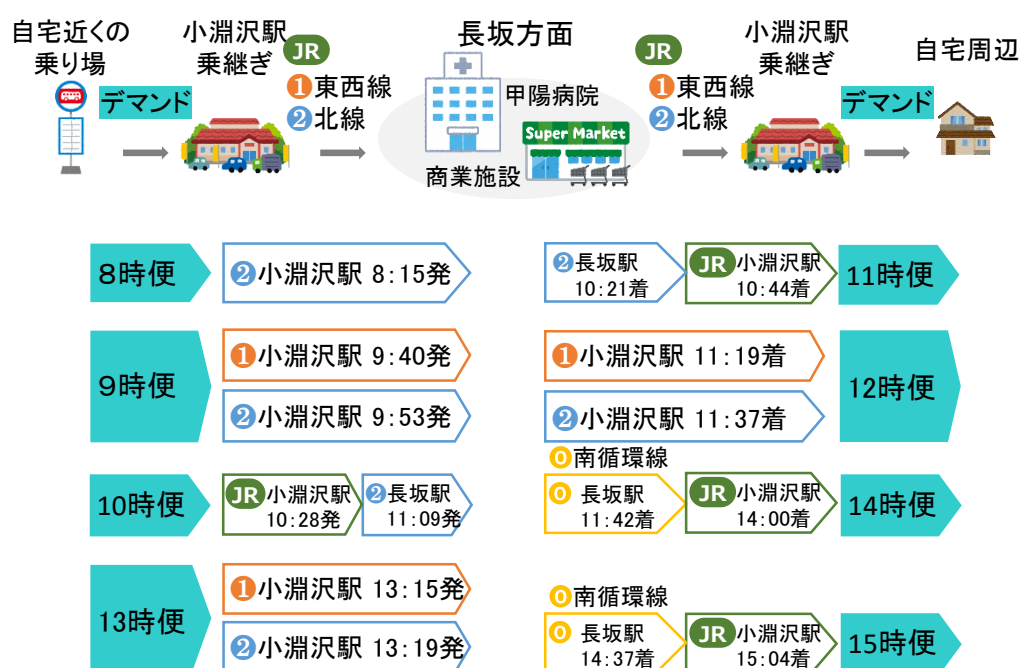 自宅近くの
乗り場
デマンド
小淵沢駅
乗継ぎ
JR
❶東西線
❷北線
長坂方面
甲陽病院
Super Market
商業施設
JR
❶東西線
❷北線
小淵沢駅
乗継ぎ
デマンド
自宅周辺
8時便
❷小淵沢駅 8:15発
❷長坂駅
10:21着
JR 小淵沢駅
10:44着
11時便
9時便
❶小淵沢駅 9:40発
❷小淵沢駅 9:53発
❶小淵沢駅 11:19着
❷小淵沢駅 11:37着
12時便
10時便
JR 小淵沢駅
10:28発
❷長坂駅
11:09発
⓿南循環線
⓿ 長坂駅
11:42着
JR 小淵沢駅
14:00着
14時便
13時便
❶小淵沢駅 13:15発
❷小淵沢駅 13:19発
⓿南循環線
⓿ 長坂駅
14:37着
JR 小淵沢駅
15:04着
15時便